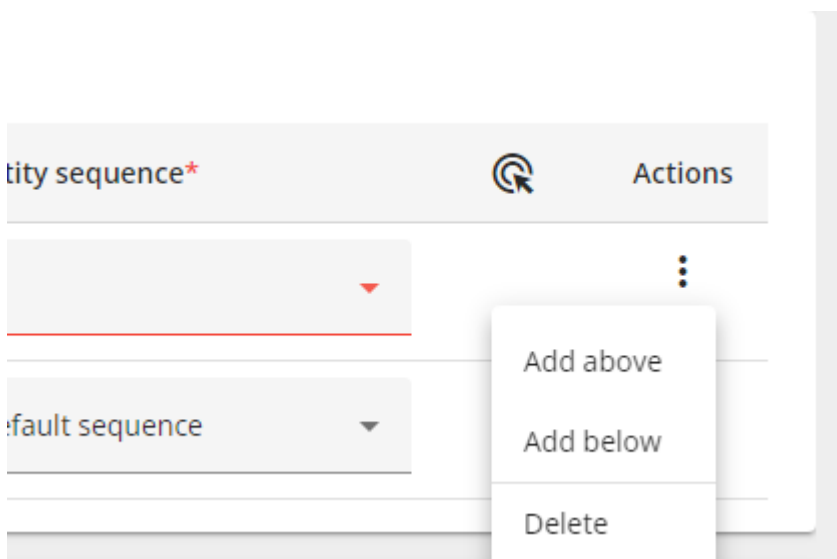 tity sequence*
Actions
Add above
efault sequence
Add below
Delete